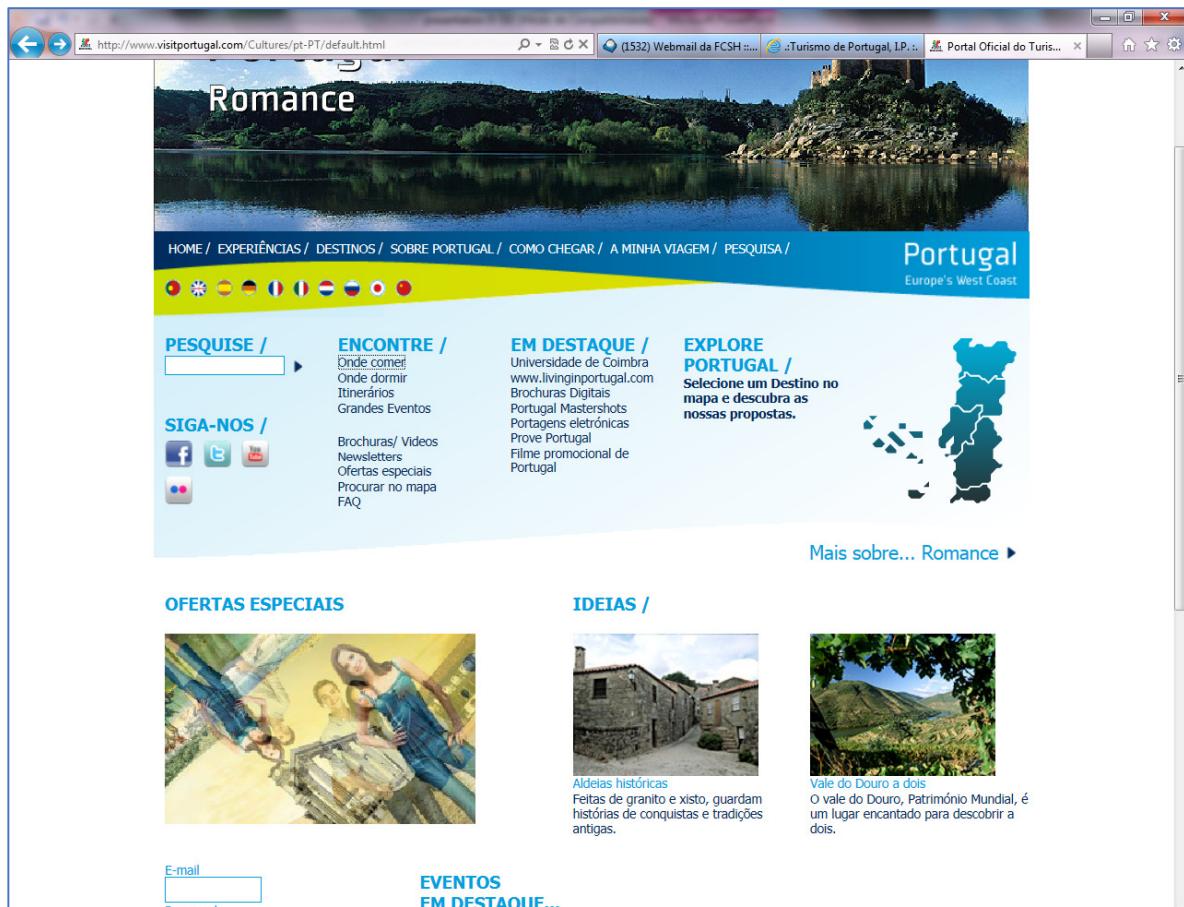 http://www.visitportugal.com/Cultures/pt-PT/default.html
(1532) Webmail da FCSH ::...
.:Turismo de Portugal, I.P. :.
Portal Oficial do Turis...
Portugal
Romance
HOME / EXPERIÊNCIAS / DESTINOS / SOBRE PORTUGAL / COMO CHEGAR / A MINHA VIAGEM / PESQUISA /
Portugal
Europe's West Coast
PESQUISE /
SIGA-NOS /
You
Tube
ENCONTRE /
Onde comer
Onde dormir
Itinerários
Grandes Eventos
Brochuras/ Videos
Newsletters
Ofertas especiais
Procurar no mapa
FAQ
EM DESTAQUE /
Universidade de Coimbra
www.livinginportugal.com
Brochuras Digitais
Portugal Mastershots
Portagens eletrónicas
Prove Portugal
Filme promocional de
Portugal
EXPLORE
PORTUGAL /
Selecione um Destino no
mapa e descubra as
nossas propostas.
Mais sobre... Romance
OFERTAS ESPECIAIS
IDEIAS /
Aldeias históricas
Feitas de granito e xisto, guardam
histórias de conquistas e tradições
antigas.
Vale do Douro a dois
O vale do Douro, Património Mundial, é
um lugar encantado para descobrir a
dois.
E-mail
EVENTOS
EM DESTAQUE...